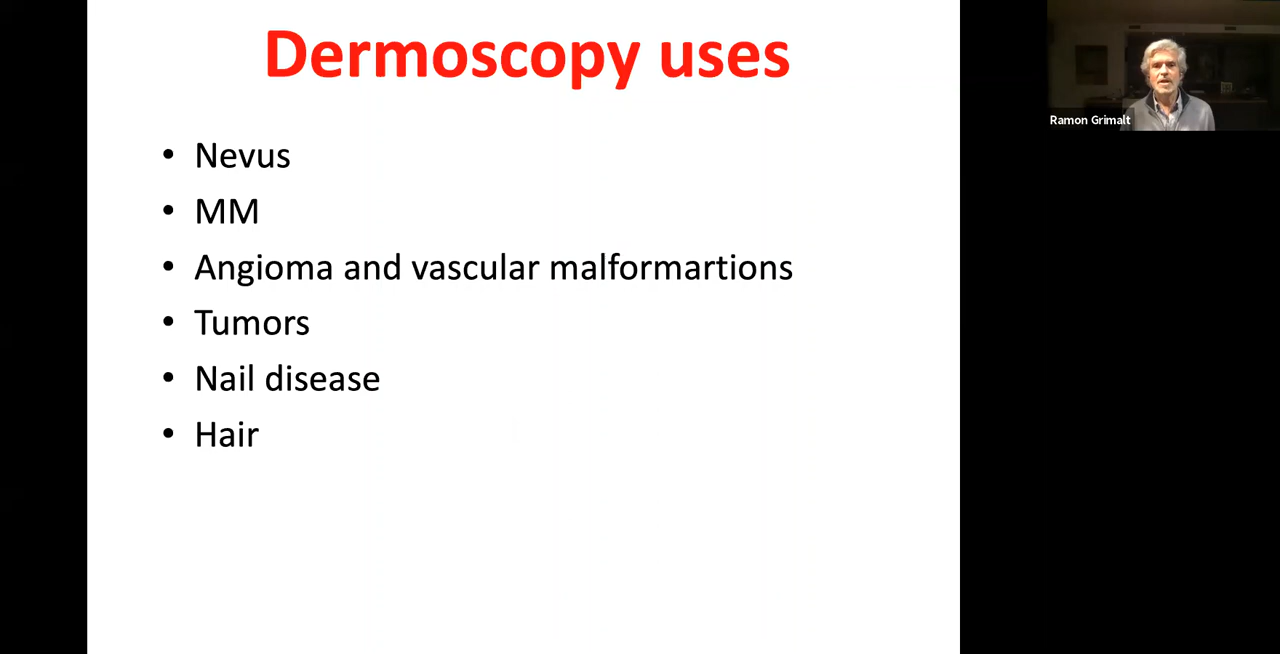 Dermoscopy uses
• Nevus
• MM
• Angioma and vascular malformartions
• Tumors
• Nail disease
• Hair
Ramon Grimalt